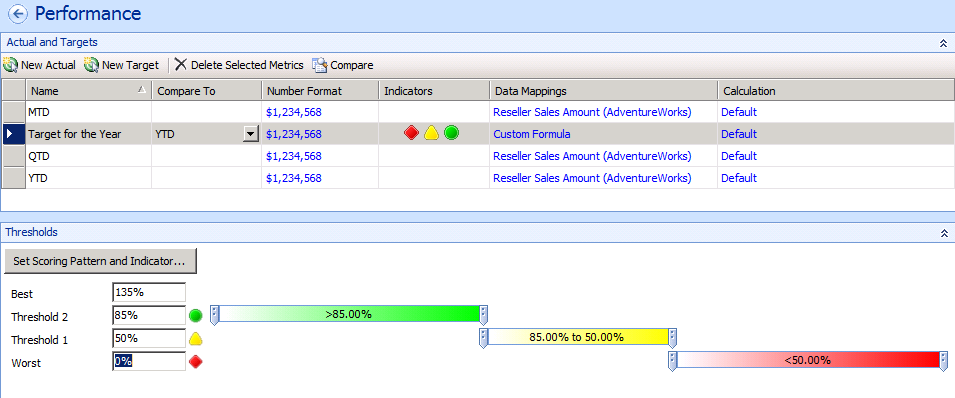 Performance
Actual and Targets
New Actual New Target Delete Selected Metrics Compare
Name Compare To Number Format Indicators Data Mappings Calculation
MTD $1,234,568 Reseller Sales Amount (AdventureWorks) Default
Target for the Year YTD $1,234,568 Custom Formula Default
QTD $1,234,568 Reseller Sales Amount (AdventureWorks) Default
YTD $1,234,568 Reseller Sales Amount (AdventureWorks) Default
Thresholds
Set Scoring Pattern and Indicator...
Best 135%
Threshold 2 85% >85.00%
Threshold 1 50% 85.00% to 50.00%
Worst 0% <50.00%